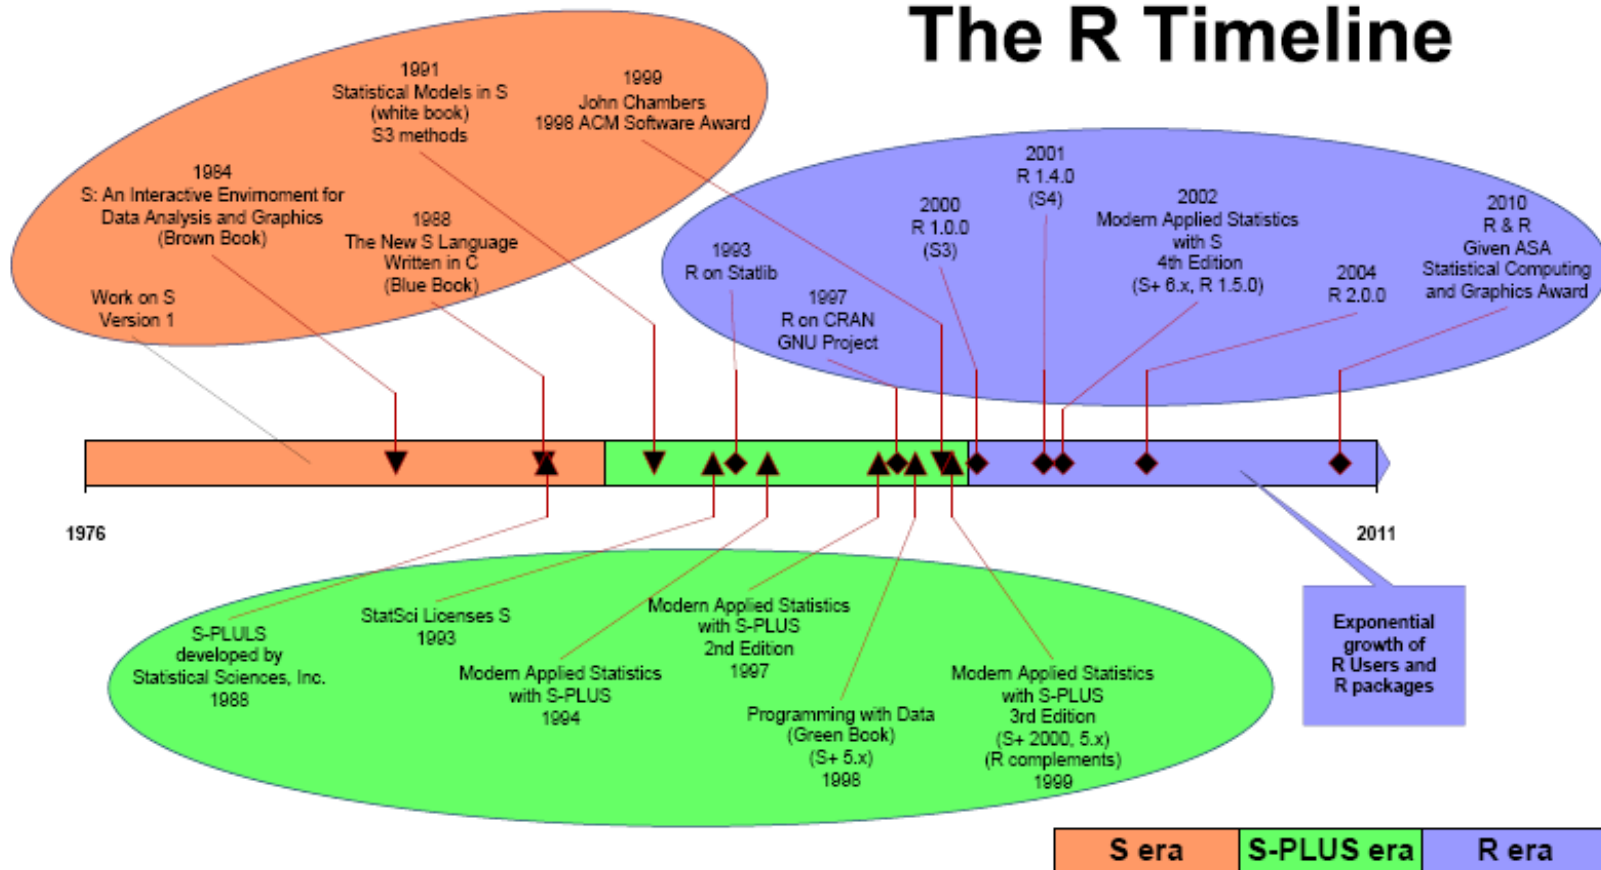 The R Timeline
1991
Statistical Models in S
(white book)
S3 methods
1999
John Chambers
1998 ACM Software Award
1984
S: An Interactive Envirnoment for
Data Analysis and Graphics
(Brown Book)
1988
The New S Language
Written in C
(Blue Book)
Work on S
Version 1
1993
R on Statlib
1997
R on CRAN
GNU Project
2000
R 1.0.0
(S3)
2001
R 1.4.0
(S4)
2002
Modern Applied Statistics
with S
4th Edition
(S+ 6.x, R 1.5.0)
2004
R 2.0.0
2010
R & R
Given ASA
Statistical Computing
and Graphics Award
1976
2011
S-PLULS
developed by
Statistical Sciences, Inc.
1988
StatSci Licenses S
1993
Modern Applied Statistics
with S-PLUS
1994
Modern Applied Statistics
with S-PLUS
2nd Edition
1997
Programming with Data
(Green Book)
(S+ 5.x)
1998
Modern Applied Statistics
with S-PLUS
3rd Edition
(S+ 2000, 5.x)
(R complements)
1999
Exponential
growth of
R Users and
R packages
S era
S-PLUS era
R era